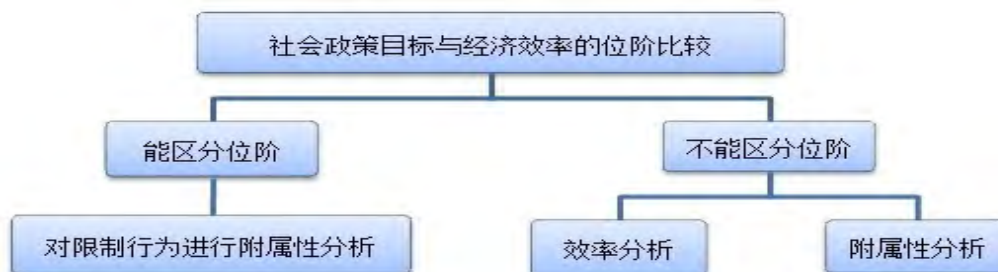 社会政策目标与经济效率的位阶比较
能区分位阶
不能区分位阶
对限制行为进行附属性分析
效率分析
附属性分析